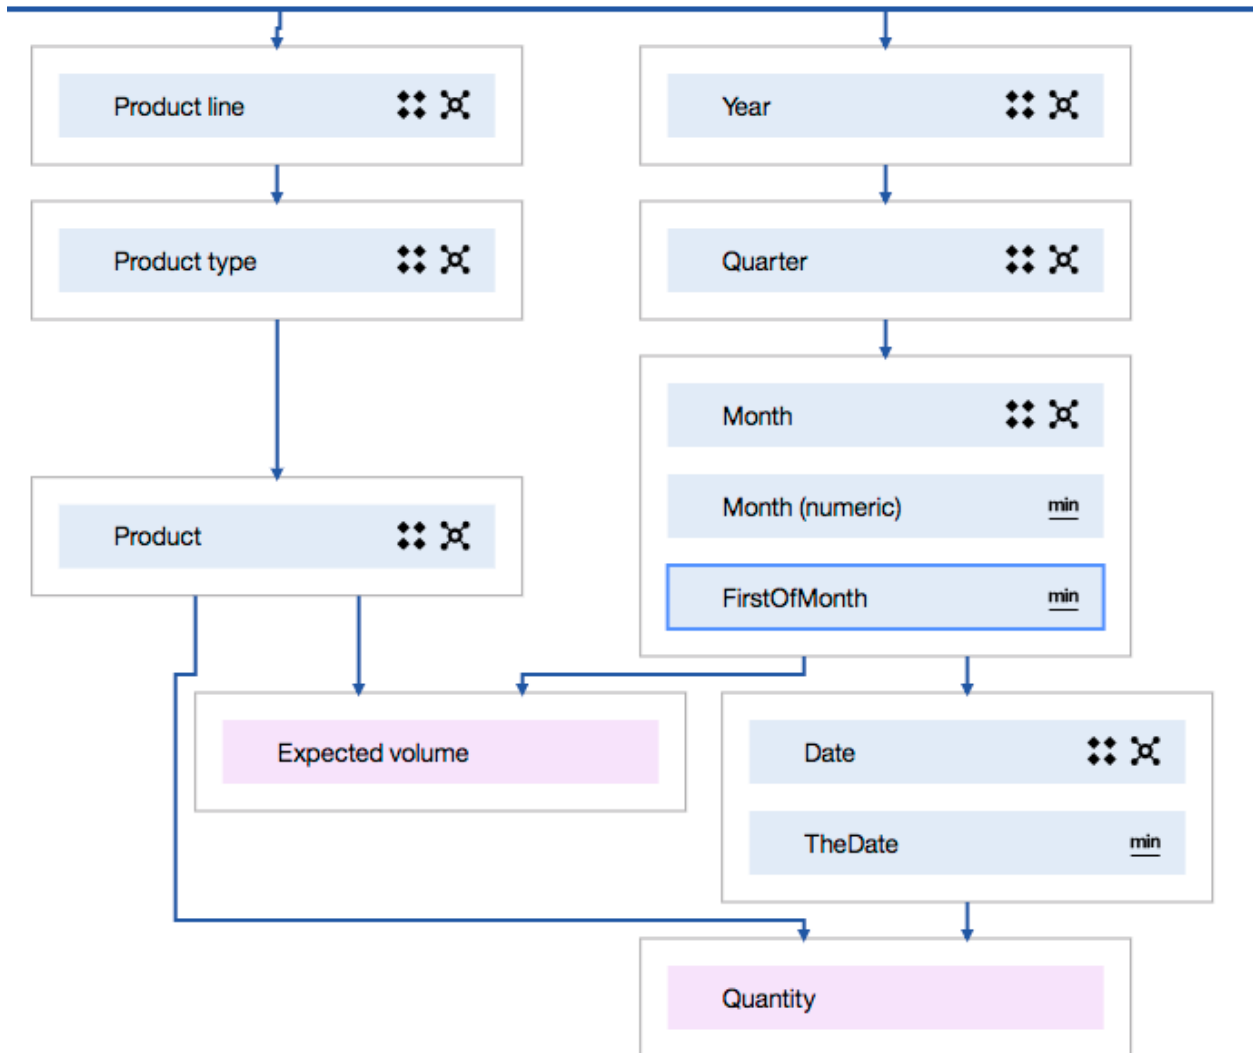 Product line
Year
Product type
Quarter
Month
Month (numeric)
min
Product
FirstOfMonth
min
Expected volume
Date
TheDate
min
Quantity